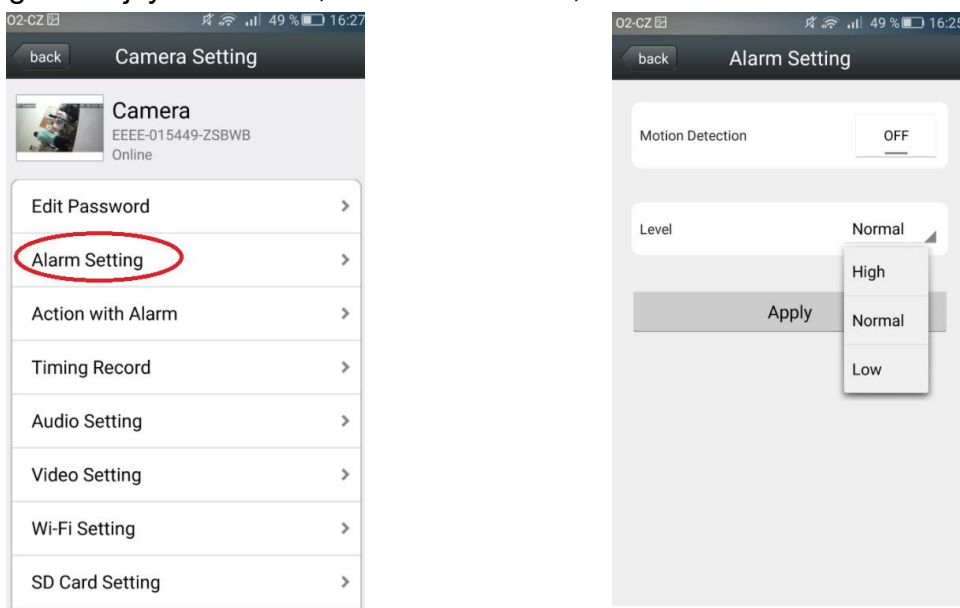 02-CZ 49 % 16:27
back Camera Setting
Camera
EEEE-015449-ZSBWB
Online
Edit Password
Alarm Setting
Action with Alarm
Timing Record
Audio Setting
Video Setting
Wi-Fi Setting
SD Card Setting
O2-CZ 49 % 16:25
back Alarm Setting
Motion Detection OFF
Level Normal
High
Apply
Normal
Low